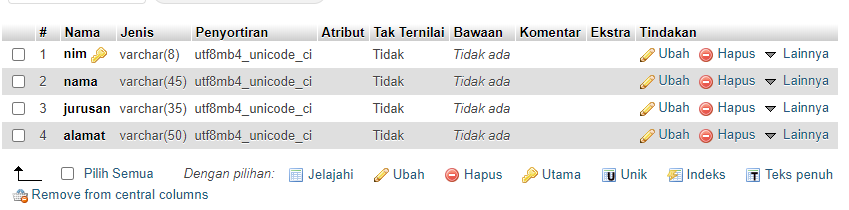 # Nama Jenis Penyortiran Atribut Tak Ternilai Bawaan Komentar Ekstra Tindakan
1 nim varchar(8) utf8mb4_unicode_ci Tidak Tidak ada Ubah Hapus Lainnya
2 nama varchar(45) utf8mb4_unicode_ci Tidak Tidak ada Ubah Hapus Lainnya
3 jurusan varchar(35) utf8mb4_unicode_ci Tidak Tidak ada Ubah Hapus Lainnya
4 alamat varchar(50) utf8mb4_unicode_ci Tidak Tidak ada Ubah Hapus Lainnya
Pilih Semua Dengan pilihan: Jelajahi Ubah Hapus Utama Unik Indeks Teks penuh
Remove from central columns